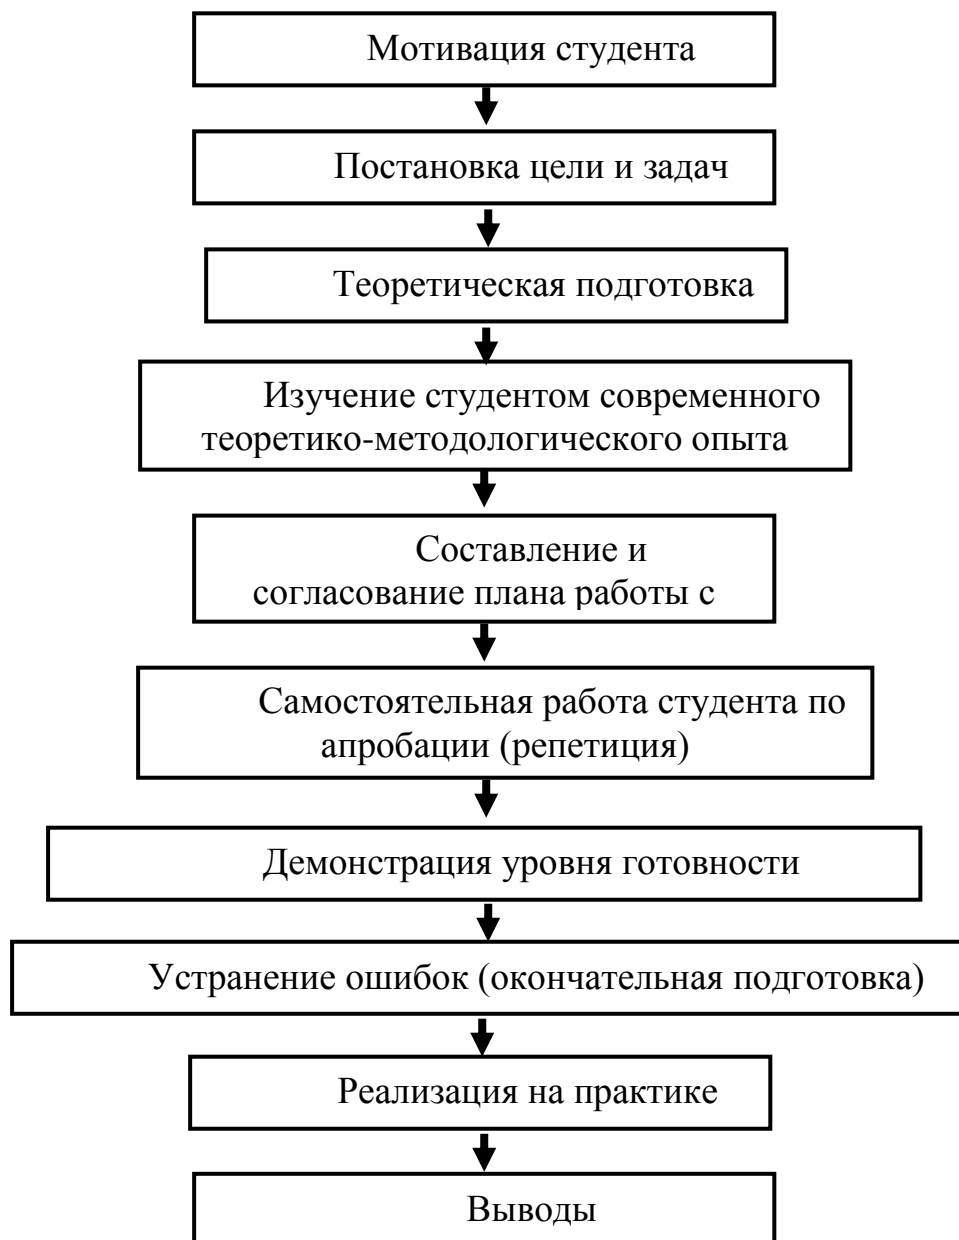 Мотивация студента
Постановка цели и задач
Теоретическая подготовка
Изучение студентом современного
теоретико-методологического опыта
Составление и
согласование плана работы с
Самостоятельная работа студента по
апробации (репетиция)
Демонстрация уровня готовности
Устранение ошибок (окончательная подготовка)
Реализация на практике
Выводы